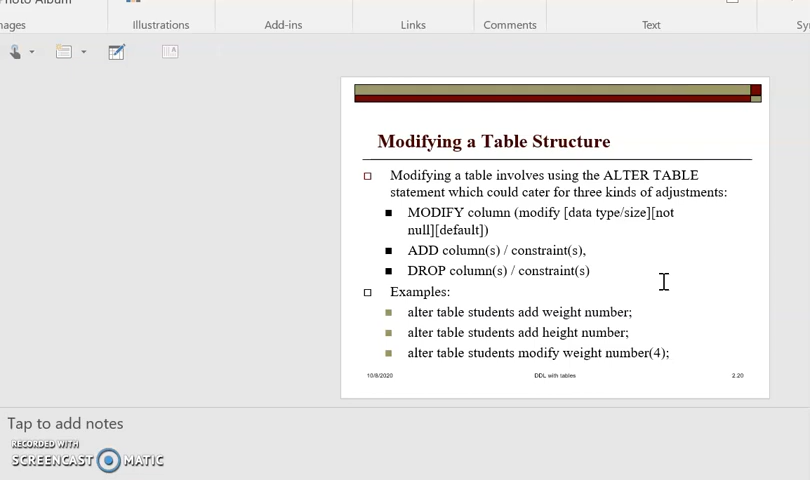 Photo Album
Illustrations
Add-ins
Links
Comments
Text
Modifying a Table Structure
Modifying a table involves using the ALTER TABLE
statement which could cater for three kinds of adjustments:
MODIFY column (modify [data type/size][not
null][default])
ADD column(s) / constraint(s),
DROP column(s) / constraint(s)
Examples:
alter table students add weight number;
alter table students add height number;
alter table students modify weight number(4);
10/8/2020
DDL with tables
2.20
Tap to add notes
RECORDED WITH
SCREENCAST MATIC